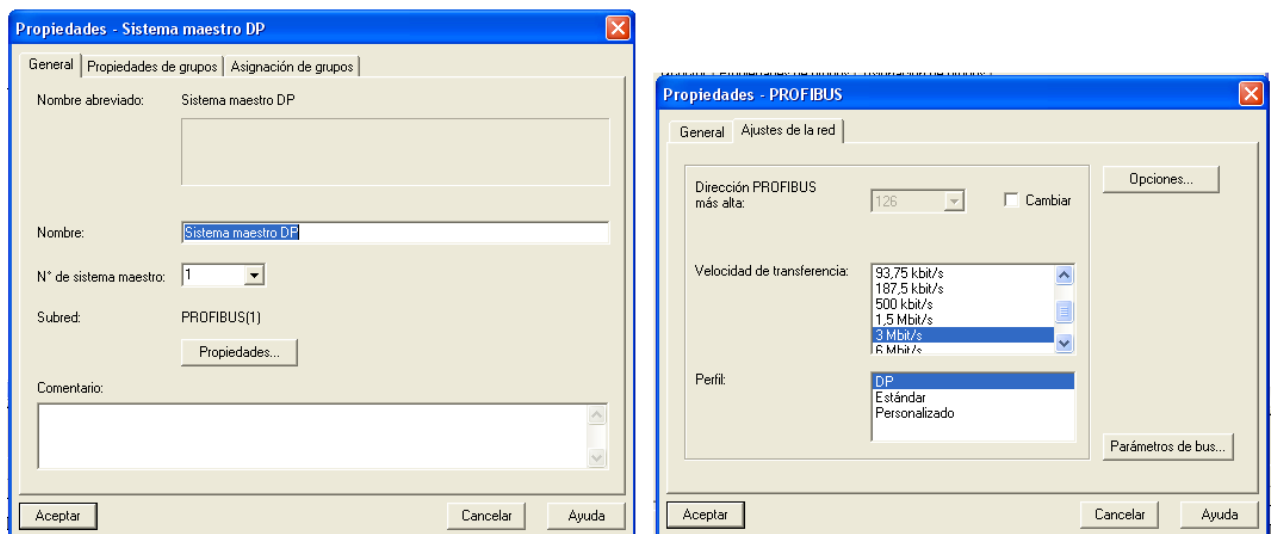 Propiedades - Sistema maestro DP
General Propiedades de grupos Asignación de grupos
Nombre abreviado: Sistema maestro DP
Nombre: Sistema maestro DP
N° de sistema maestro: 1
Subred: PROFIBUS(1)
Propiedades...
Comentario:
Aceptar Cancelar Ayuda
Propiedades - PROFIBUS
General Ajustes de la red
Dirección PROFIBUS
más alta: 126 Cambiar
Opciones...
Velocidad de transferencia: 93,75 kbit/s
187,5 kbit/s
500 kbit/s
1,5 Mbit/s
3 Mbit/s
6 Mbit/s
Perfil: DP
Estándar
Personalizado
Parámetros de bus...
Aceptar Cancelar Ayuda